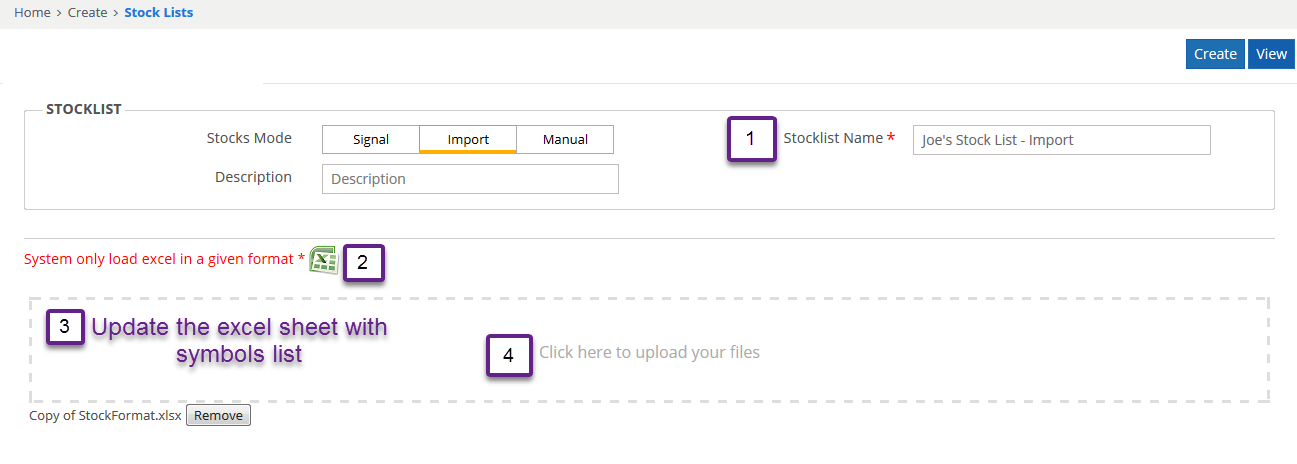 Home > Create > Stock Lists
Create View
STOCKLIST
Stocks Mode Signal Import Manual 1 Stocklist Name * Joe's Stock List - Import
Description Description
System only load excel in a given format * 2
3 Update the excel sheet with
symbols list
4 Click here to upload your files
Copy of StockFormat.xlsx Remove